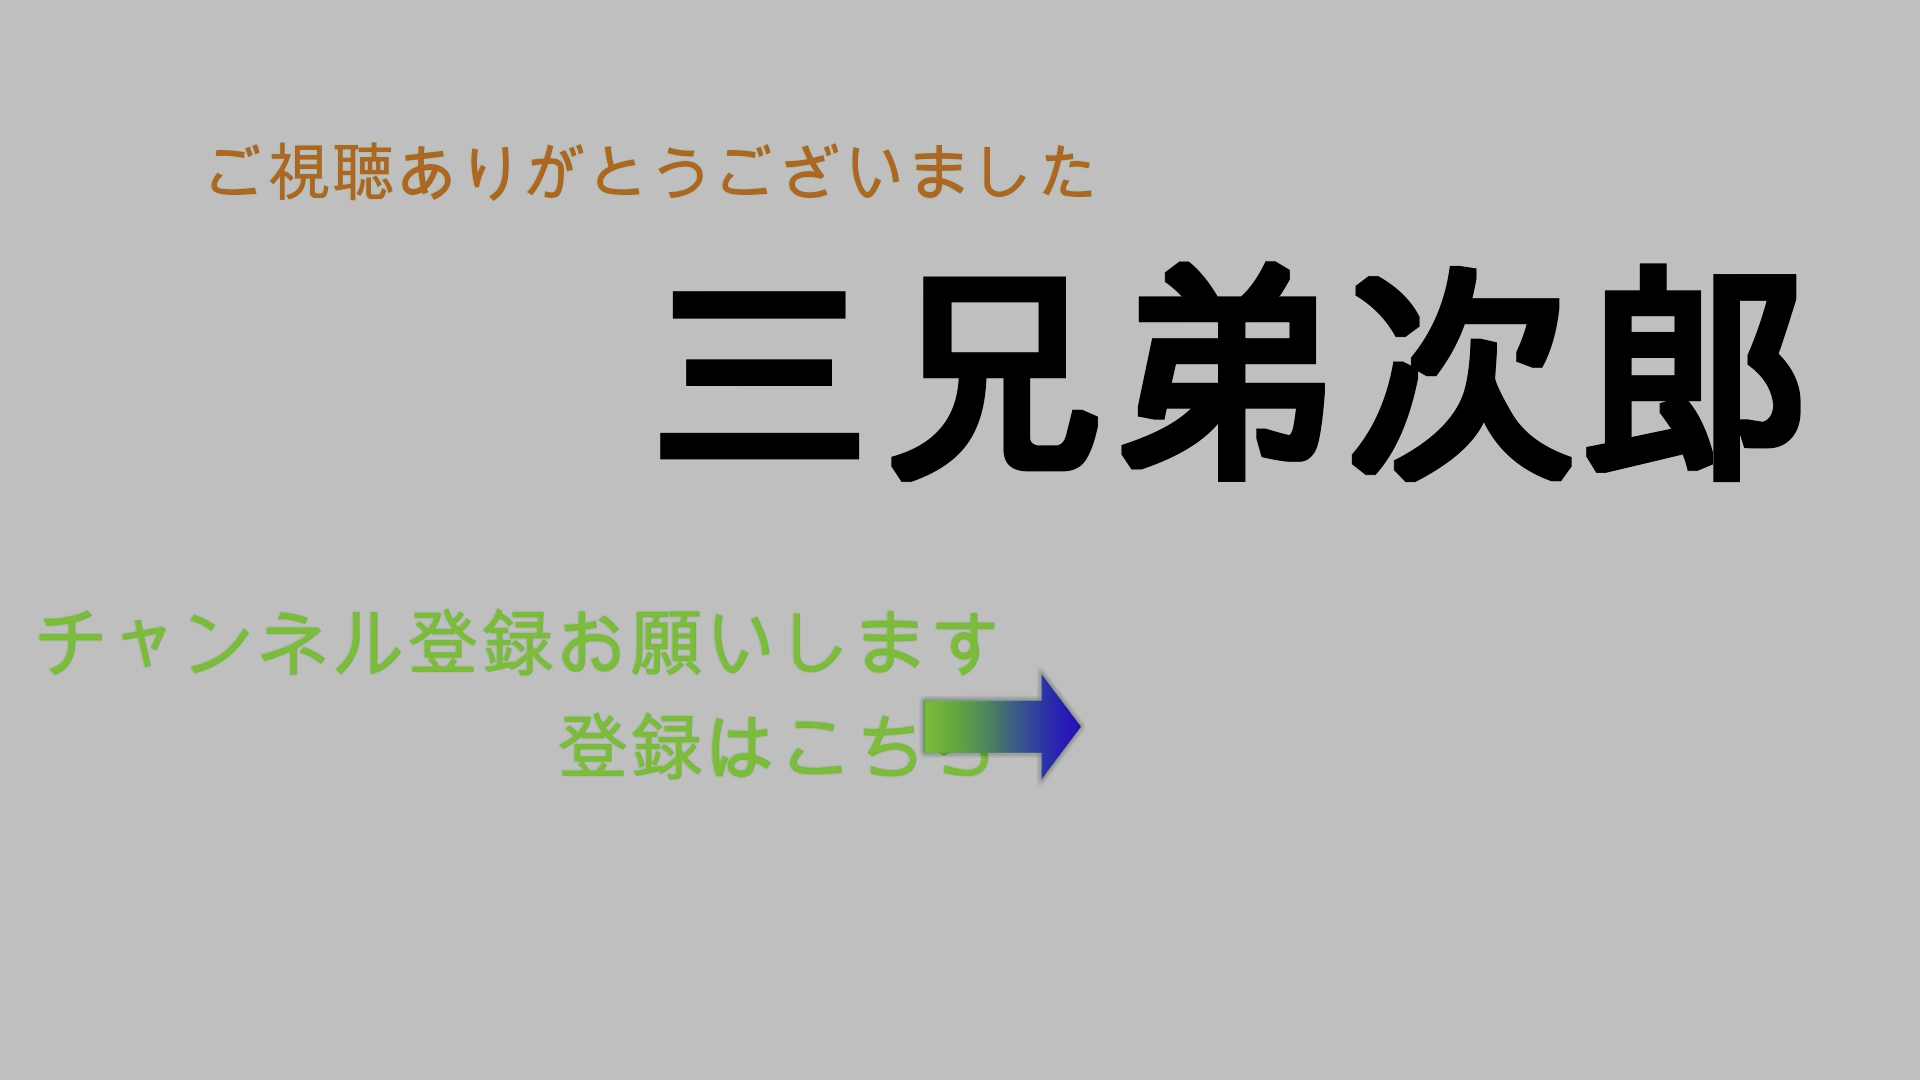 ご視聴ありがとうございました
三兄弟次郎
チャンネル登録お願いします
登録はこちら